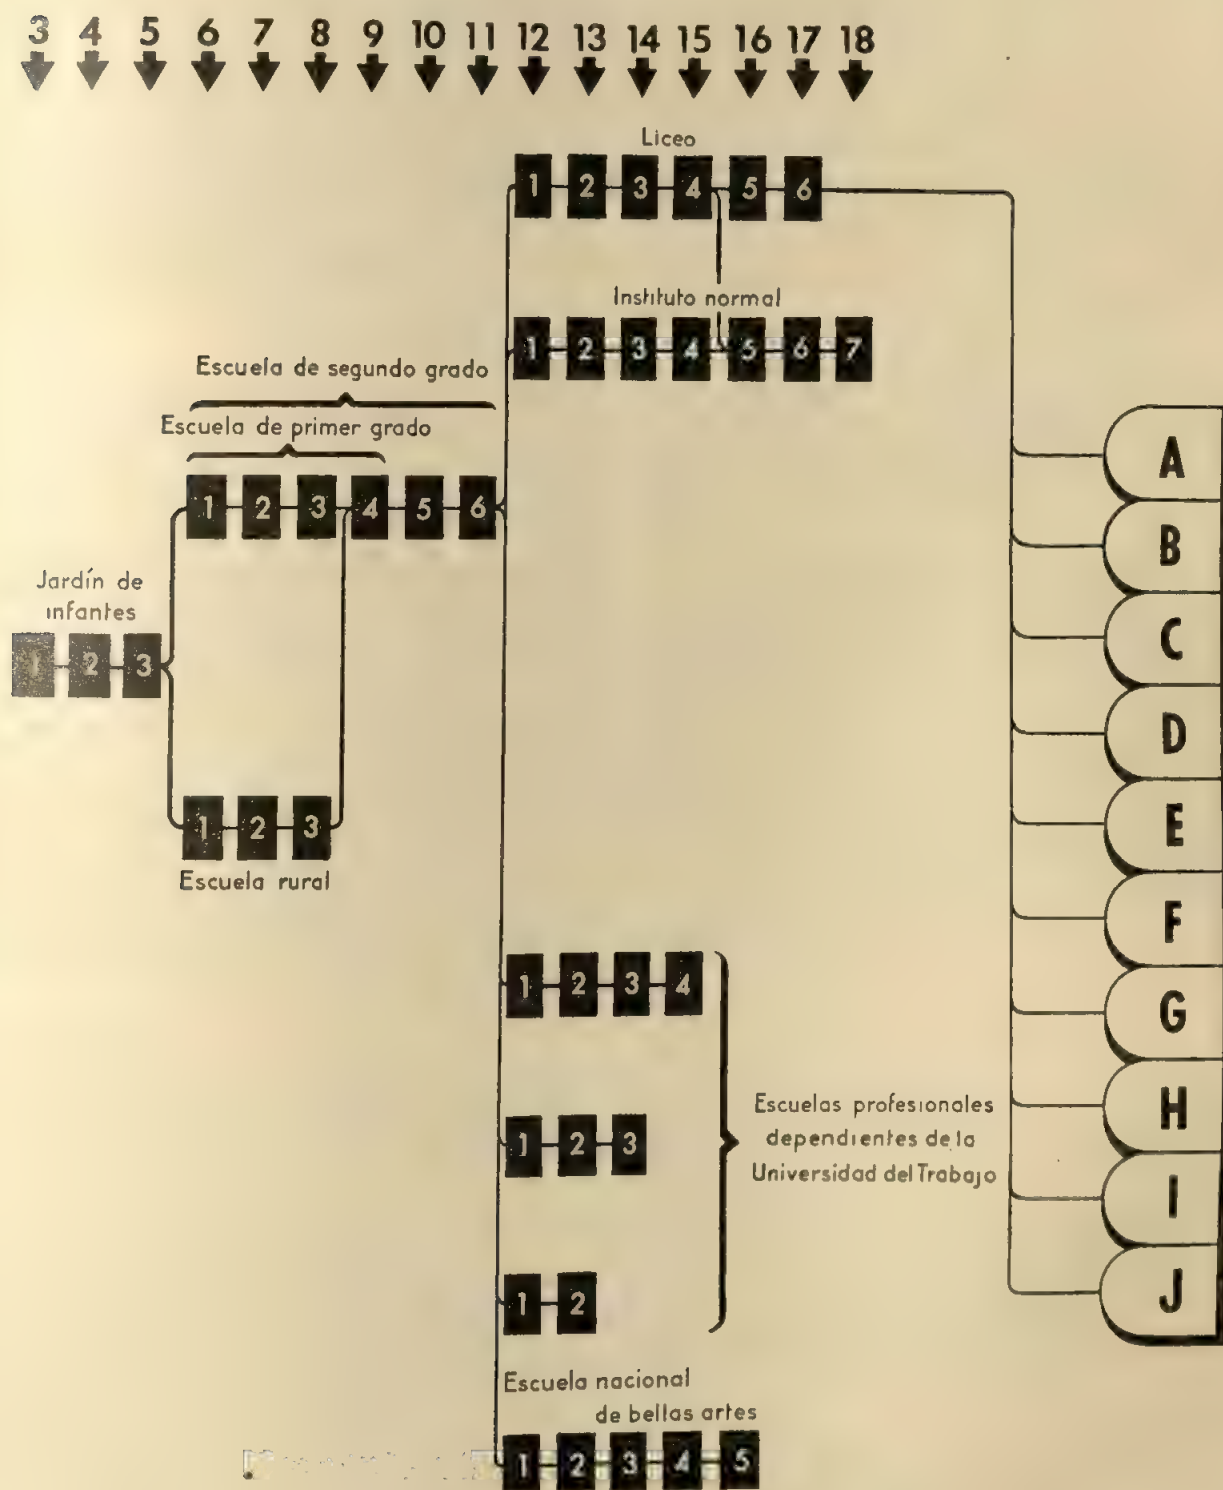 3 4 5 6 7 8 9 10 11 12 13 14 15 16 17 18
Liceo
1 2 3 4 5 6
Instituto normal
1 2 3 4 5 6 7
Escuela de segundo grado
Escuela de primer grado
1 2 3 4 5 6
Jardín de
infantes
1 2 3
1 2 3
Escuela rural
1 2 3 4
1 2 3
1 2
Escuelas profesionales
dependientes de la
Universidad del Trabajo
Escuela nacional
de bellas artes
1 2 3 4 5
A
B
C
D
E
F
G
H
I
J